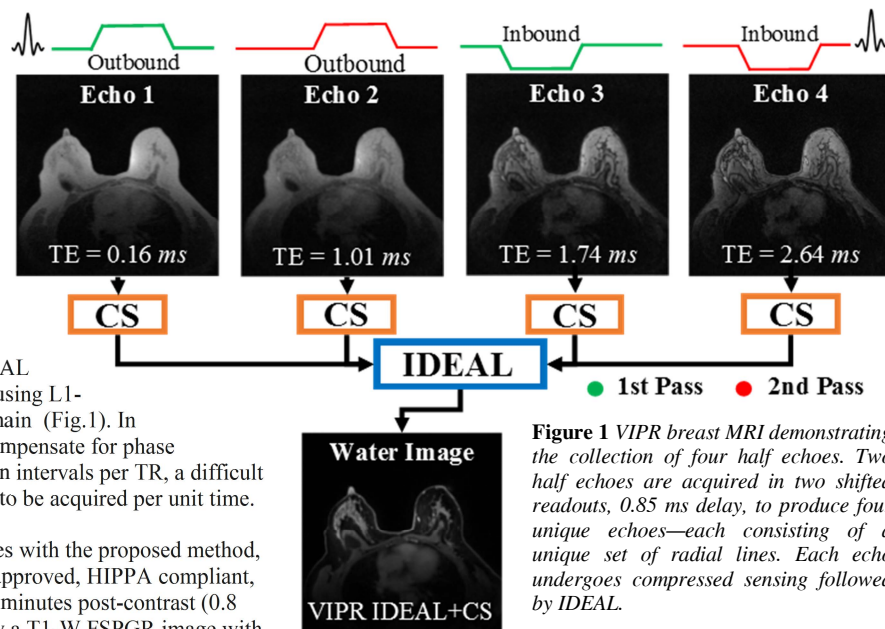 Outbound
Outbound
Inbound
Inbound
Echo 1
Echo 2
Echo 3
Echo 4
TE = 0.16 ms
TE = 1.01 ms
TE = 1.74 ms
TE = 2.64 ms
CS
CS
CS
CS
IDEAL
1st Pass
2nd Pass
Water Image
VIPR IDEAL+CS
using L1-
(Fig.1). In
phase
intervals per TR, a difficult
to be acquired per unit time.
with the proposed method,
approved, HIPPA compliant,
minutes post-contrast (0.8
a T1-W FSPGR image with
Figure 1 VIPR breast MRI demonstrating
the collection of four half echoes. Two
half echoes are acquired in two shifted
readouts, 0.85 ms delay, to produce four
unique echoes—each consisting of a
unique set of radial lines. Each echo
undergoes compressed sensing followed
by IDEAL.